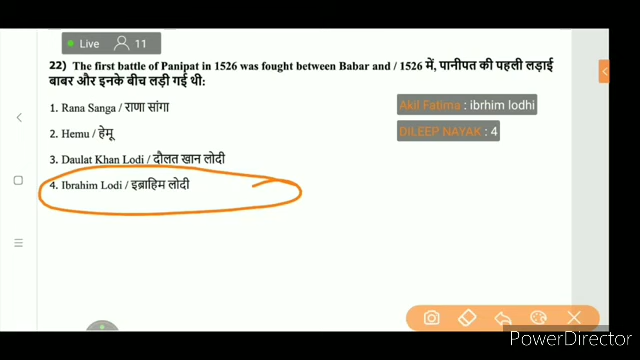 Live 11
22) The first battle of Panipat in 1526 was fought between Babar and / 1526 में, पानीपत की पहली लड़ाई
बाबर और इनके बीच लड़ी गई थी:
1. Rana Sanga / राणा सांगा
Akil Fatima : ibrhim lodhi
2. Hemu / हेमू
DILEEP NAYAK : 4
3. Daulat Khan Lodi / दौलत खान लोदी
4. Ibrahim Lodi / इब्राहिम लोदी
PowerDirector